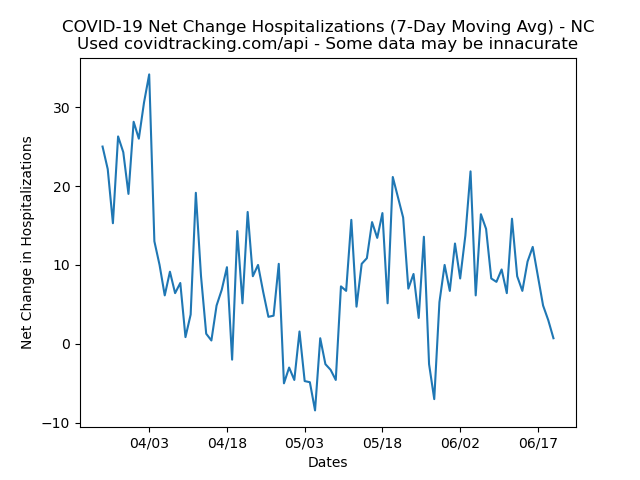 COVID-19 Net Change Hospitalizations (7-Day Moving Avg) - NC
Used covidtracking.com/api - Some data may be innacurate
Net Change in Hospitalizations
30
20
10
0
−10
04/03 04/18 05/03 05/18 06/02 06/17
Dates